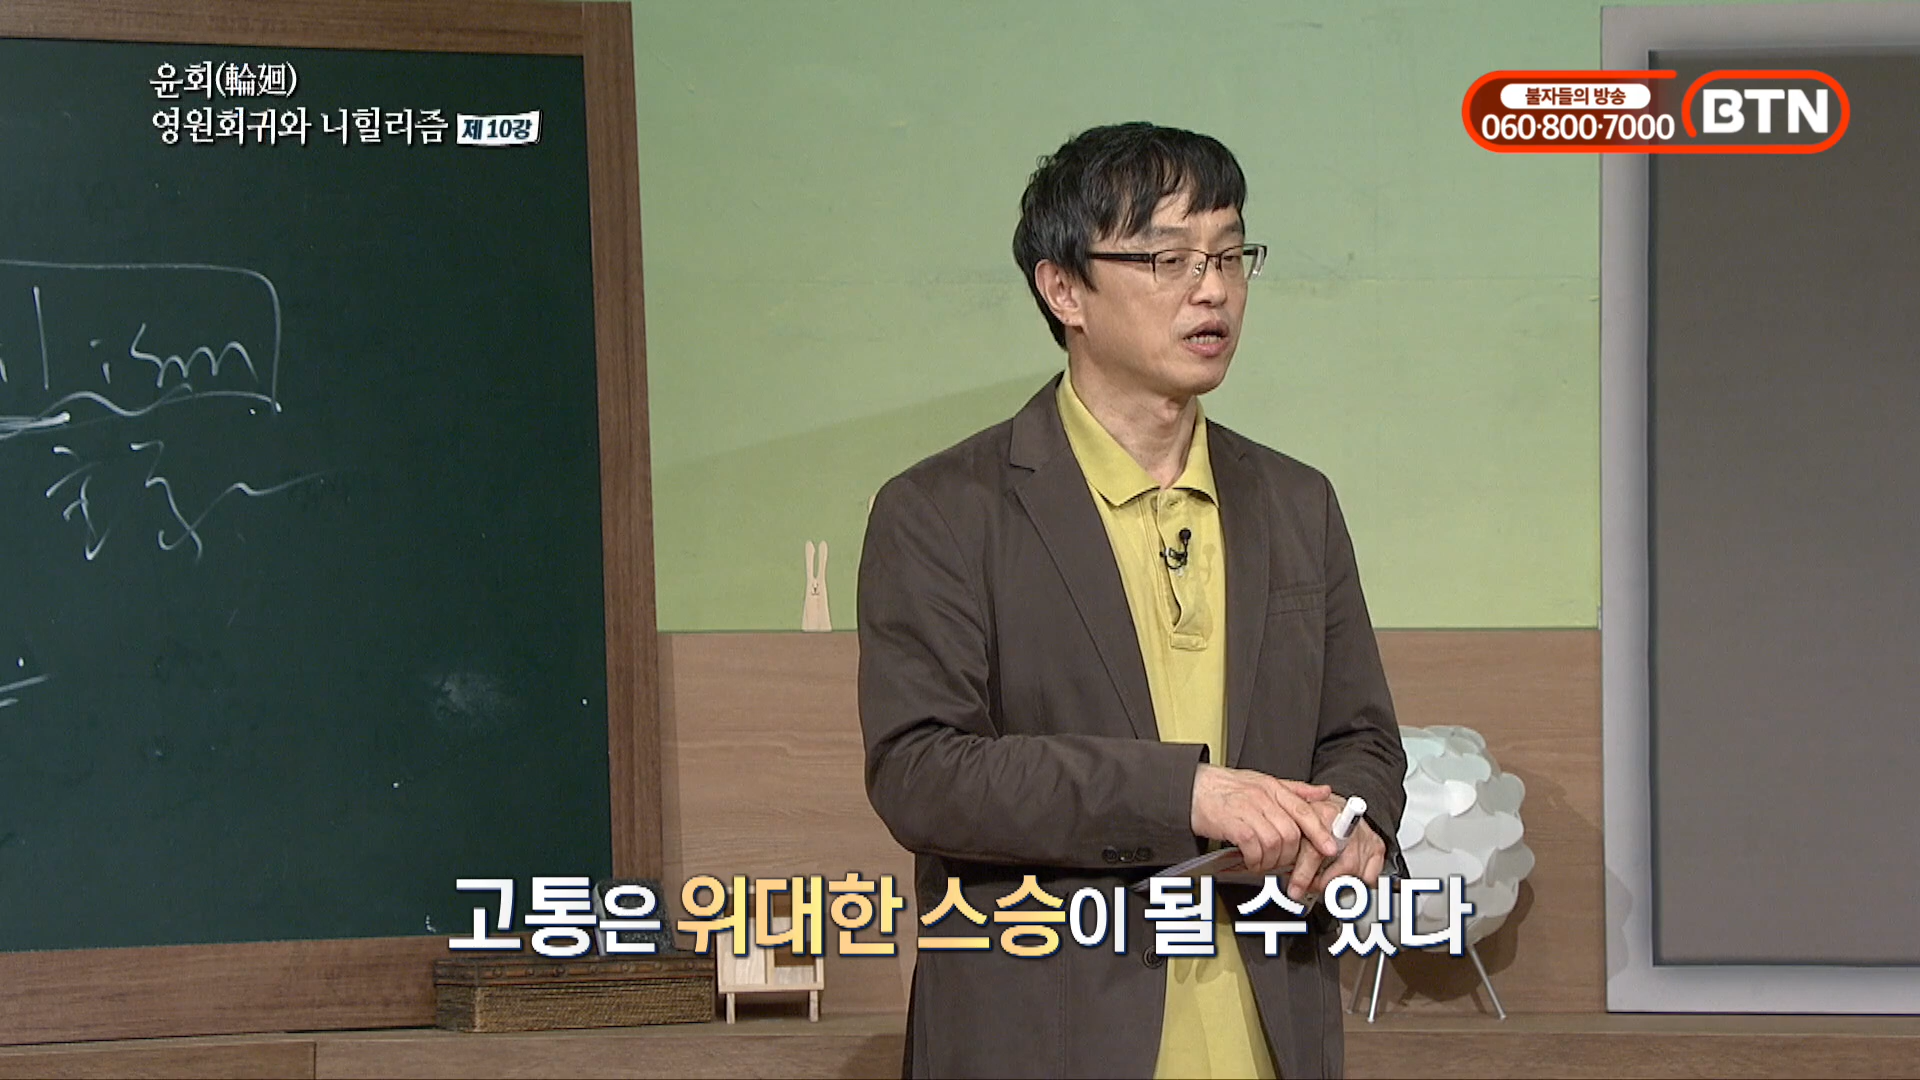 윤회(輪廻)
영원회귀와 니힐리즘 제10강
불자들의 방송
060·800·7000 BTN
lism
고통은 위대한 스승이 될 수 있다